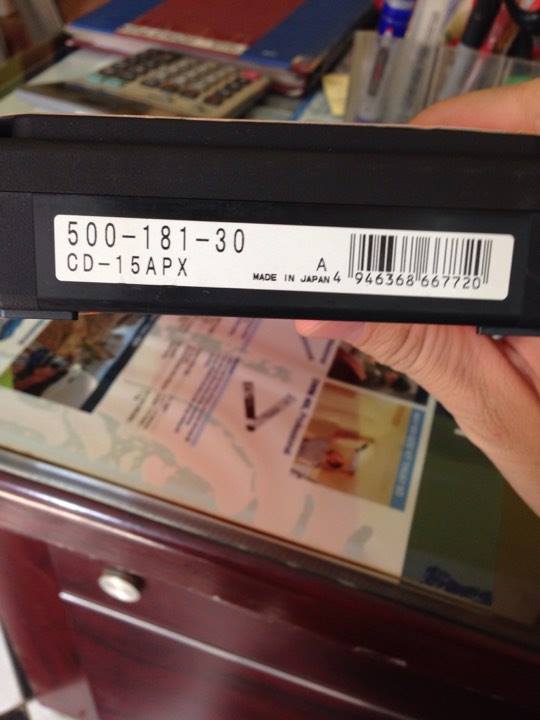 500-181-30
CD-15APX
A
MADE IN JAPAN
4 946368 667720